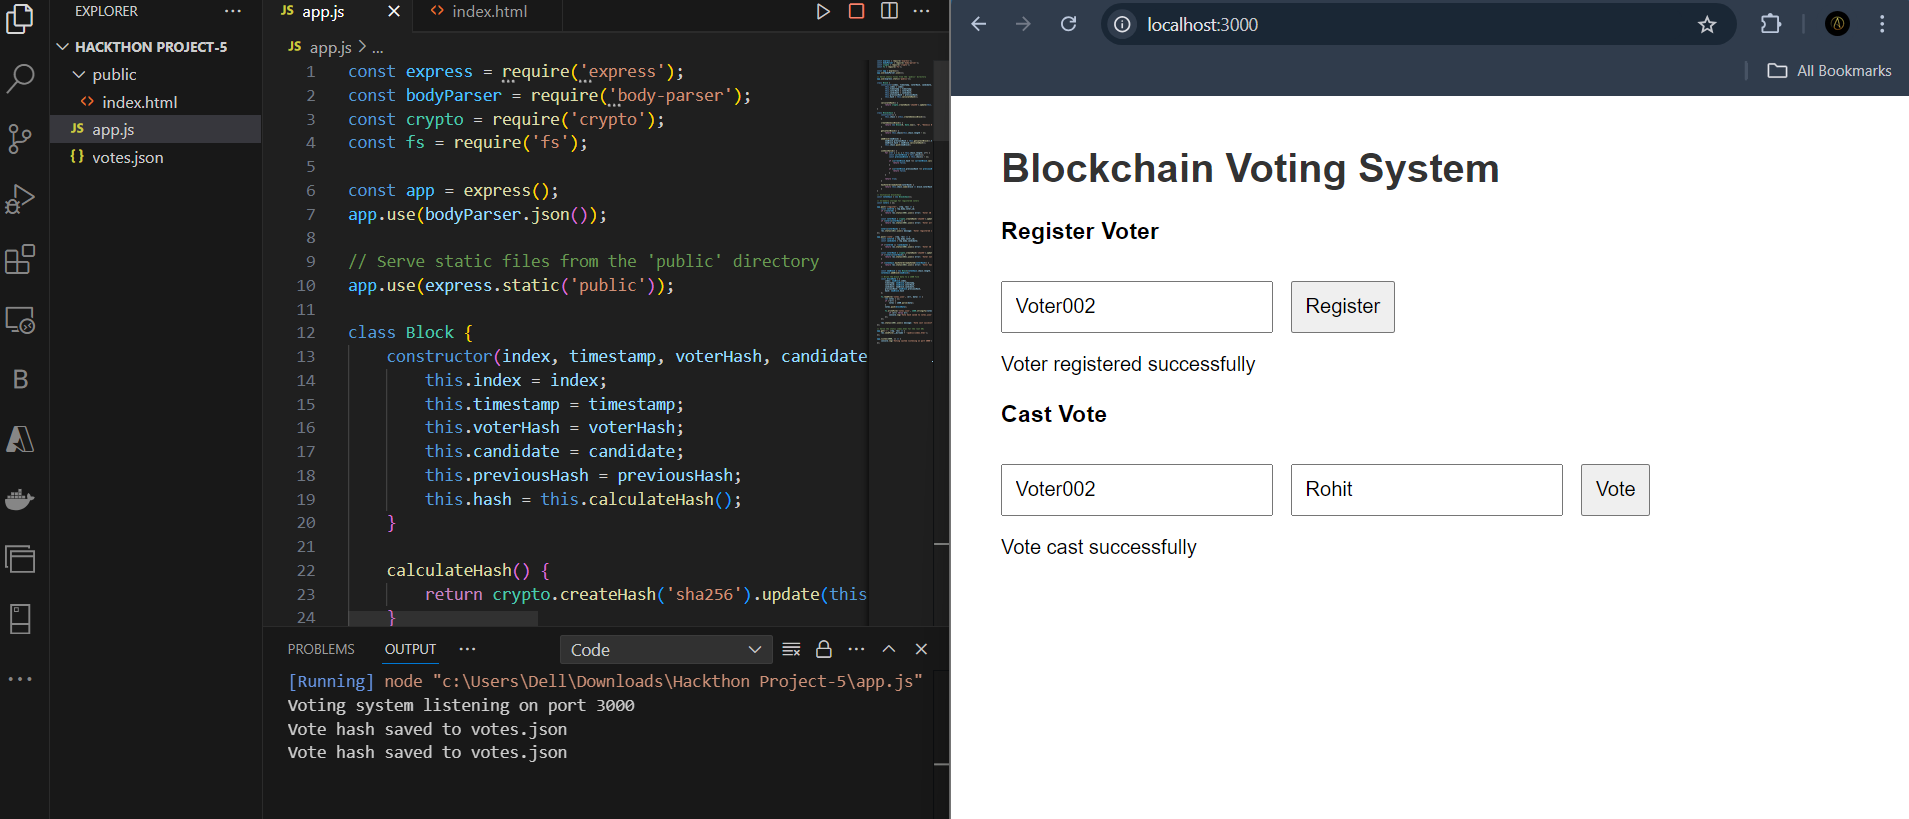 EXPLORER
HACKTHON PROJECT-5
public
index.html
app.js
votes.json
JS app.js
index.html
JS app.js > ...
1 const express = require('express');
2 const bodyParser = require('body-parser');
3 const crypto = require('crypto');
4 const fs = require('fs');
5
6 const app = express();
7 app.use(bodyParser.json());
8
9 // Serve static files from the 'public' directory
10 app.use(express.static('public'));
11
12 class Block {
13 constructor(index, timestamp, voterHash, candidate
14 this.index = index;
15 this.timestamp = timestamp;
16 this.voterHash = voterHash;
17 this.candidate = candidate;
18 this.previousHash = previousHash;
19 this.hash = this.calculateHash();
20 }
21
22 calculateHash() {
23 return crypto.createHash('sha256').update(this
24 }
PROBLEMS OUTPUT ... Code
[Running] node "c:\Users\Dell\Downloads\Hackthon Project-5\app.js"
Voting system listening on port 3000
Vote hash saved to votes.json
Vote hash saved to votes.json
localhost:3000
All Bookmarks
Blockchain Voting System
Register Voter
Voter002 Register
Voter registered successfully
Cast Vote
Voter002 Rohit Vote
Vote cast successfully